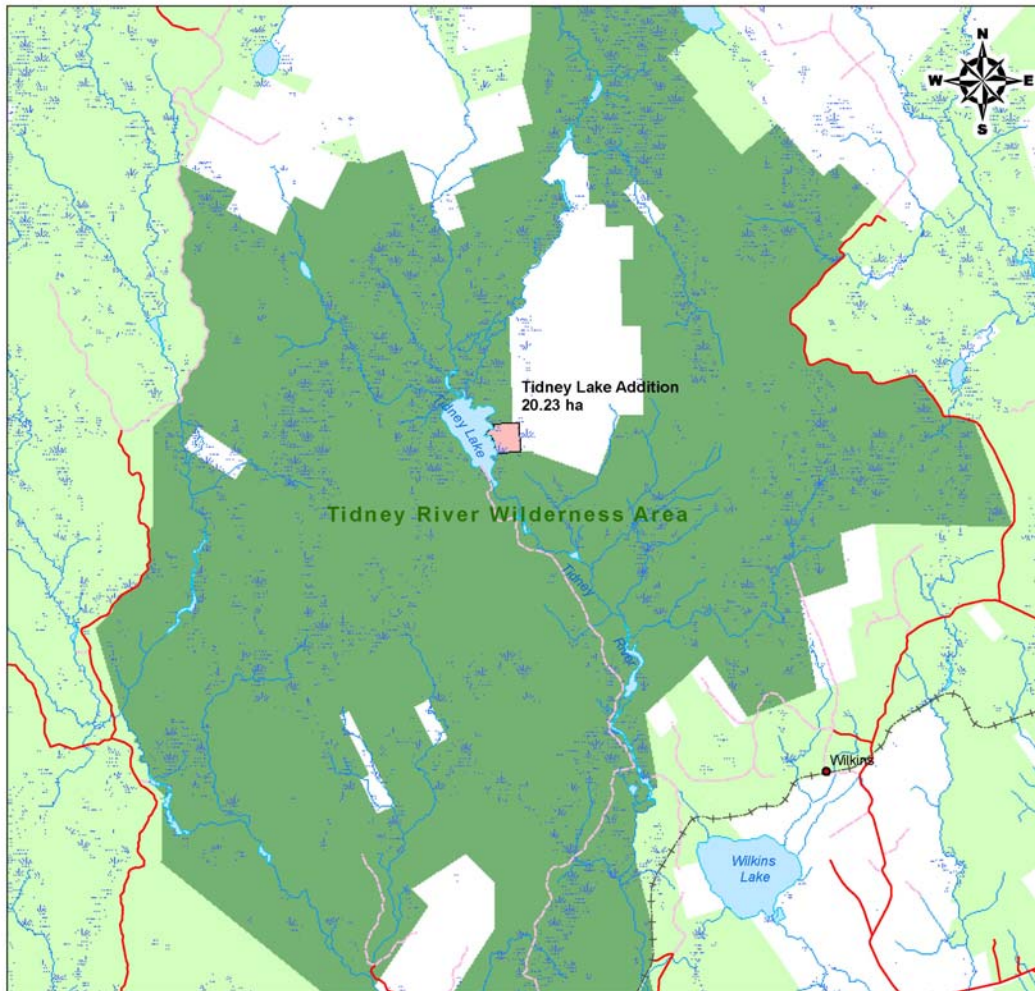 N
W E
S
Tidney Lake Addition
20.23 ha
Tidney Lake
Tidney River Wilderness Area
Tidney
River
Wilkins
Wilkins
Lake